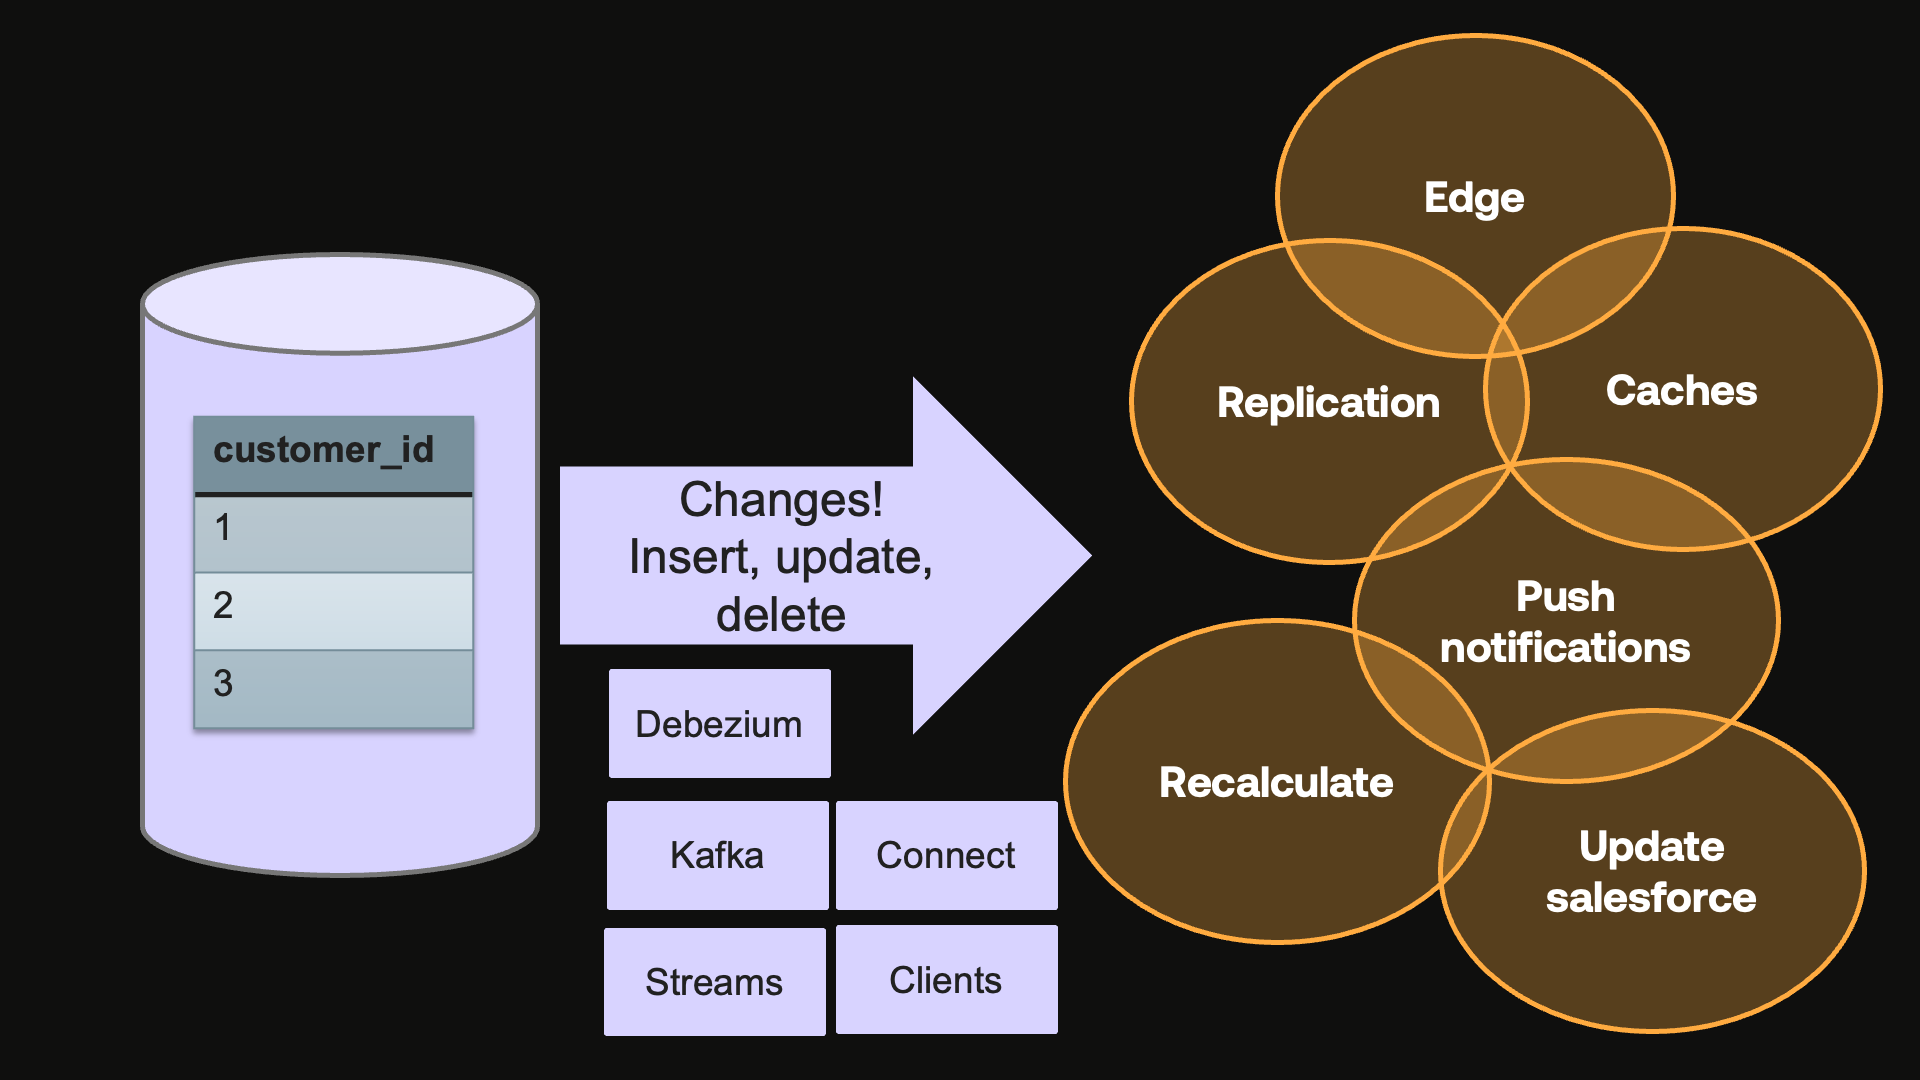 customer_id
1
2
3
Changes!
Insert, update,
delete
Debezium
Kafka
Connect
Streams
Clients
Edge
Replication
Caches
Push
notifications
Recalculate
Update
salesforce